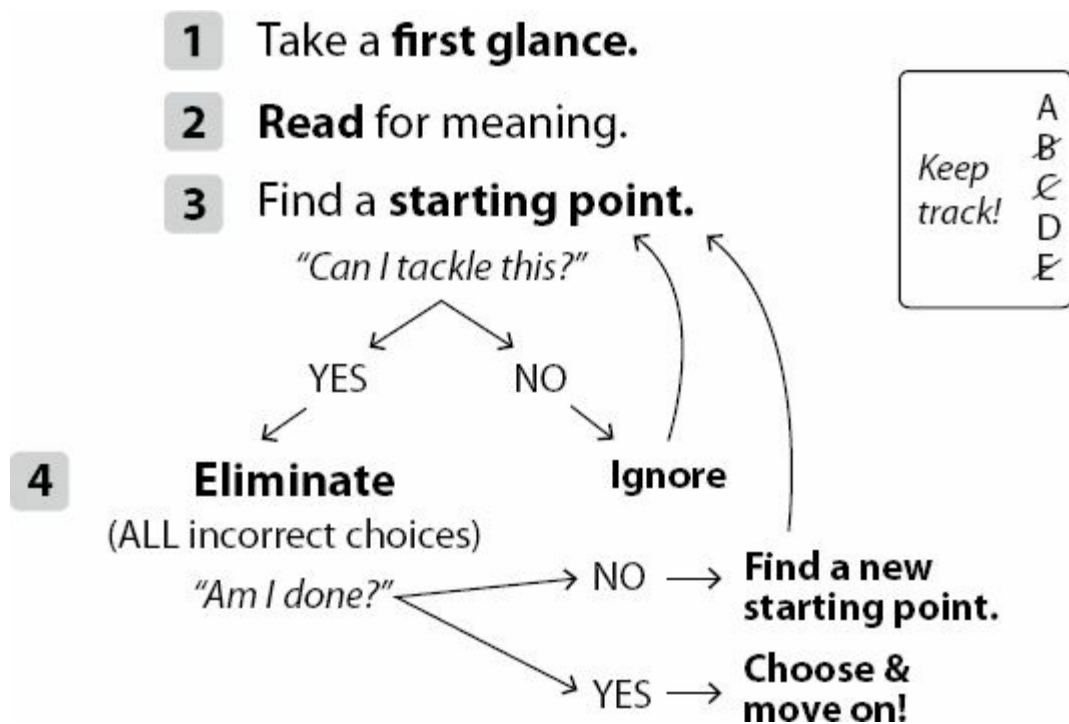 1 Take a first glance.
2 Read for meaning.
3 Find a starting point.
"Can I tackle this?"
YES NO
4 Eliminate
(ALL incorrect choices)
Ignore
"Am I done?"
NO
Find a new
starting point.
YES
Choose &
move on!
Keep
track!
A
B
C
D
E